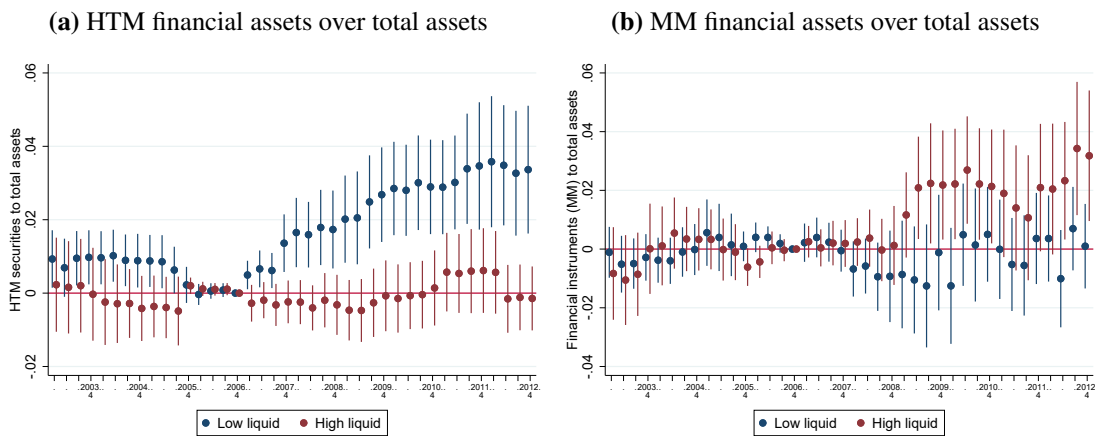 (a) HTM financial assets over total assets
HTM securities to total assets
.06
.04
.02
0
-.02
. . .2003. . . .2004. . . .2005. . . .2006. . . .2007. . . .2008. . . .2009. . . .2010. . . .2011. . . .2012.
4 4 4 4 4 4 4 4 4 4
Low liquid High liquid
(b) MM financial assets over total assets
Financial instruments (MM) to total assets
.06
.04
.02
0
-.02
-.04
. . .2003. . . .2004. . . .2005. . . .2006. . . .2007. . . .2008. . . .2009. . . .2010. . . .2011. . . .2012
4 4 4 4 4 4 4 4 4 4
Low liquid High liquid